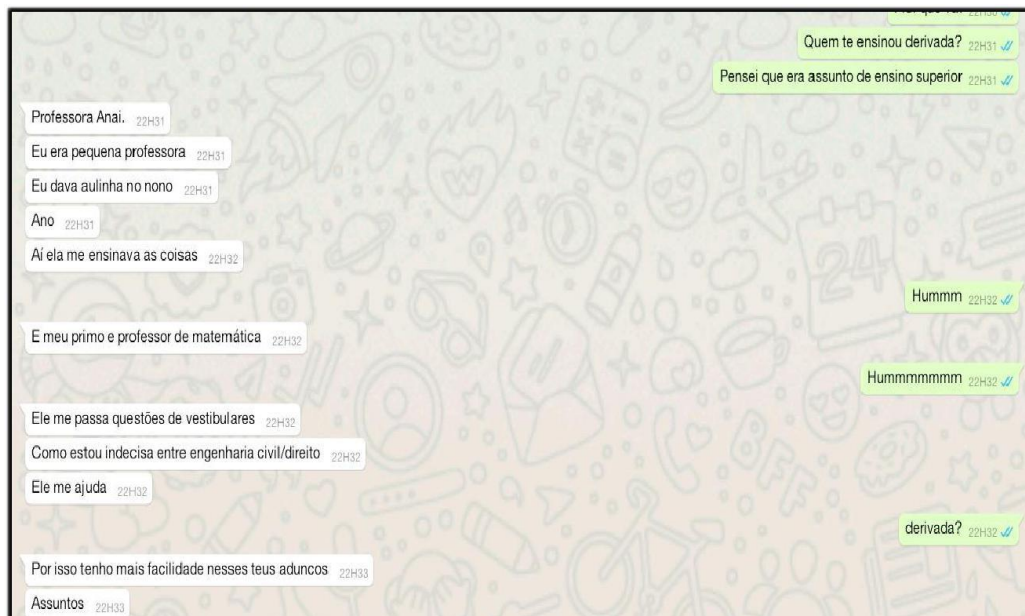 22H30
Quem te ensinou derivada? 22H31
Pensei que era assunto de ensino superior 22H31
Professora Anai. 22H31
Eu era pequena professora 22H31
Eu dava aulinha no nono 22H31
Ano 22H31
Aí ela me ensinava as coisas 22H32
Hummm 22H32
E meu primo e professor de matemática 22H32
Hummmmmmm 22H32
Ele me passa questões de vestibulares 22H32
Como estou indecisa entre engenharia civil/direito 22H32
Ele me ajuda 22H32
derivada? 22H32
Por isso tenho mais facilidade nesses teus aduncos 22H33
Assuntos 22H33
24
BFF